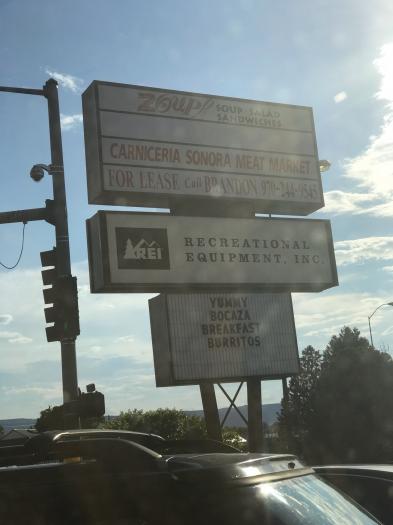 Zoup!
SOUP·SALAD
SANDWICHES
CARNICERIA SONORA MEAT MARKET
FOR LEASE Call BRANDON 970-244-9545
REI
RECREATIONAL
EQUIPMENT, INC.
YUMMY
BOCAZA
BREAKFAST
BURRITOS